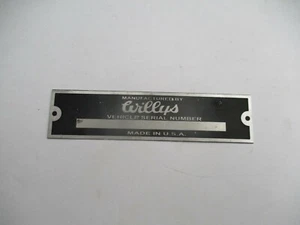 MANUFACTURED BY
Willys
VEHICLE SERIAL NUMBER
MADE IN U.S.A.